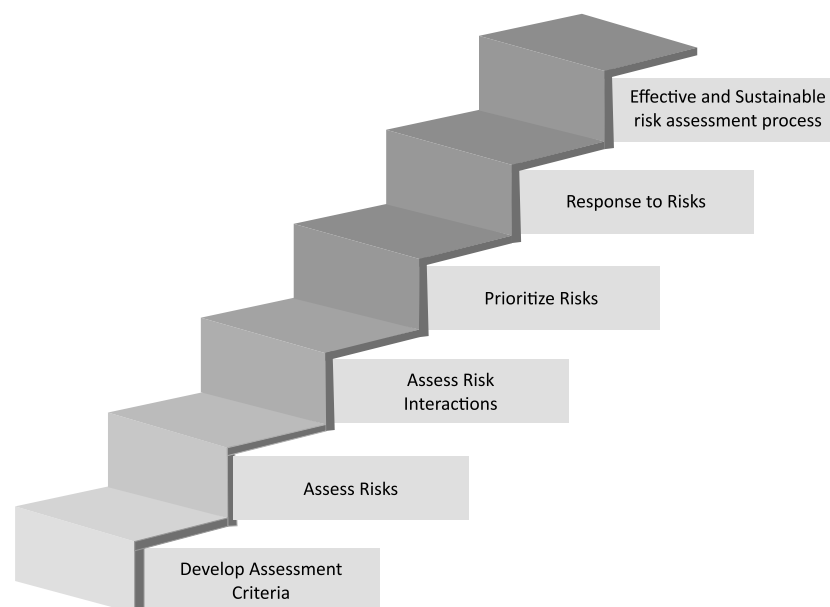 Effective and Sustainable
risk assessment process
Response to Risks
Prioritize Risks
Assess Risk
Interactions
Assess Risks
Develop Assessment
Criteria